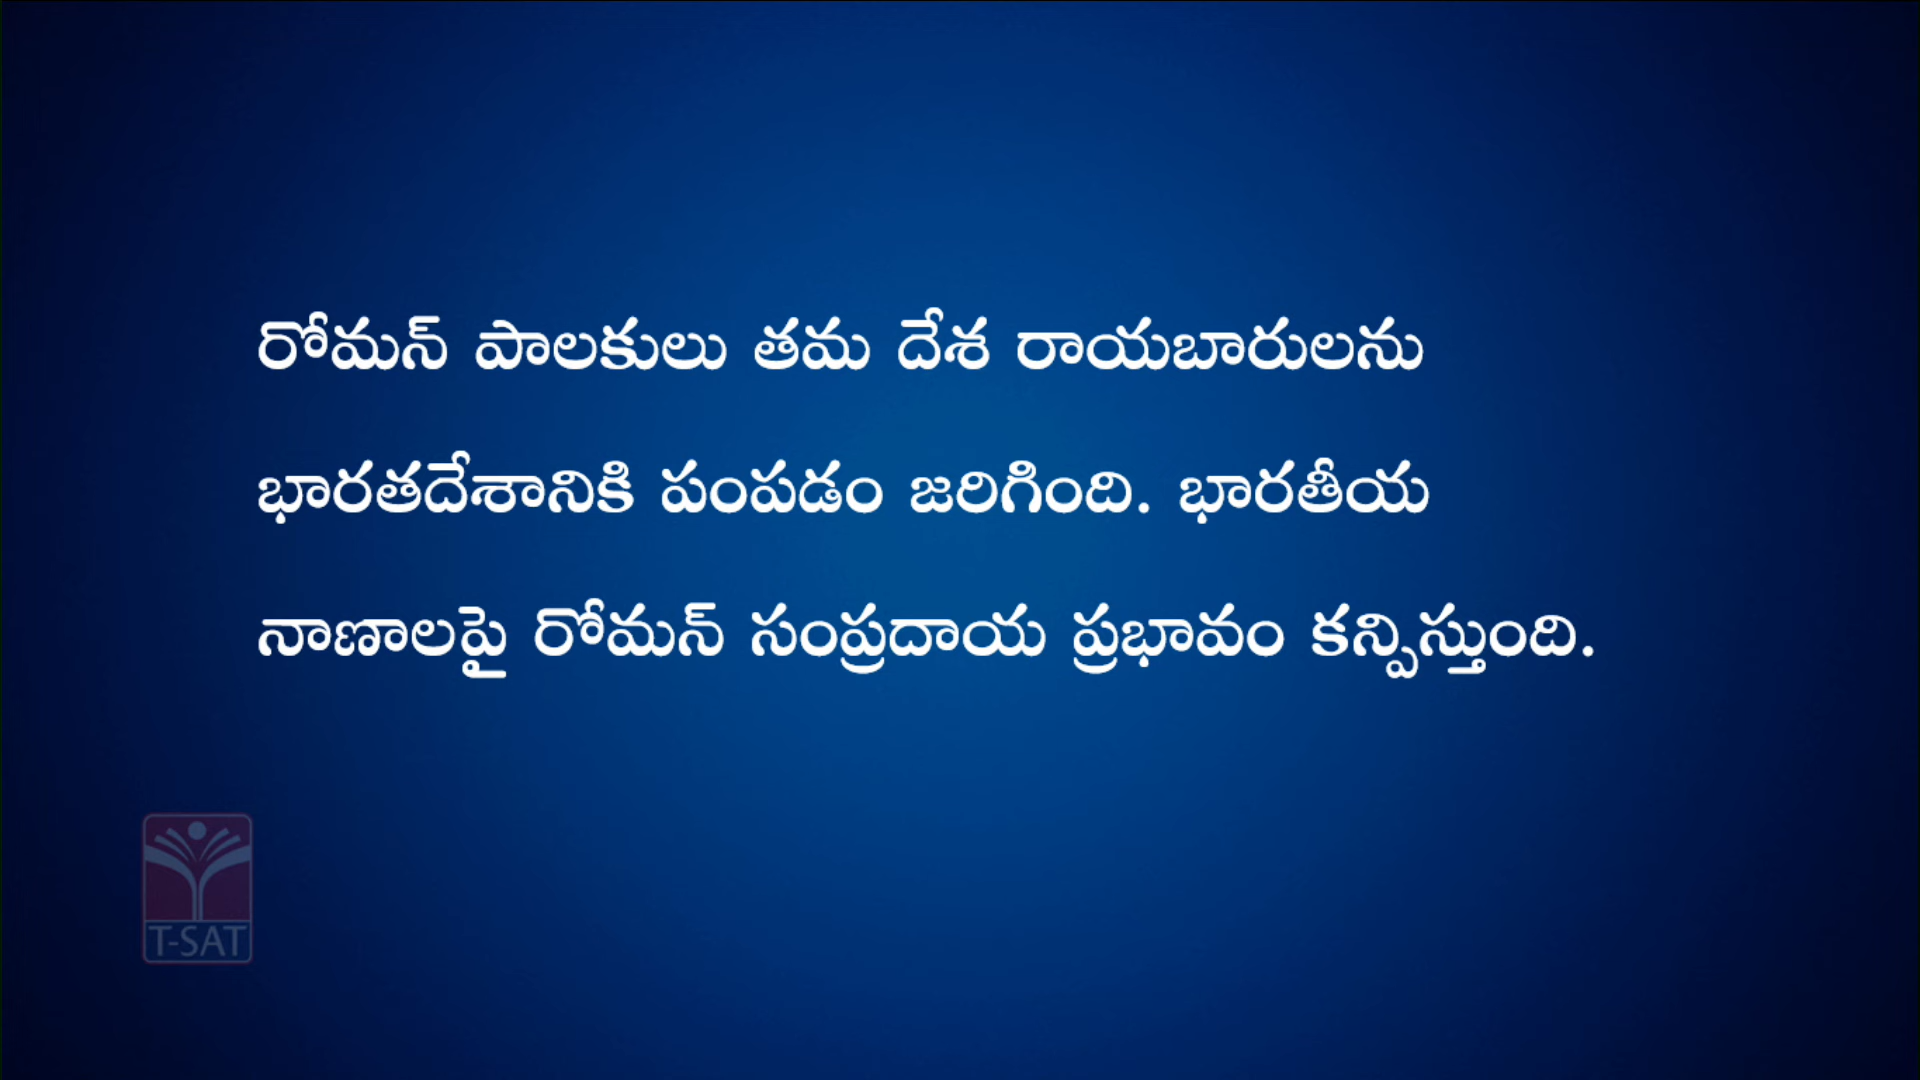 రోమన్ పాలకులు తమ దేశ రాయబారులను
భారతదేశానికి పంపడం జరిగింది. భారతీయ
నాణాలపై రోమన్ సంప్రదాయ ప్రభావం కన్పిస్తుంది.
T-SAT